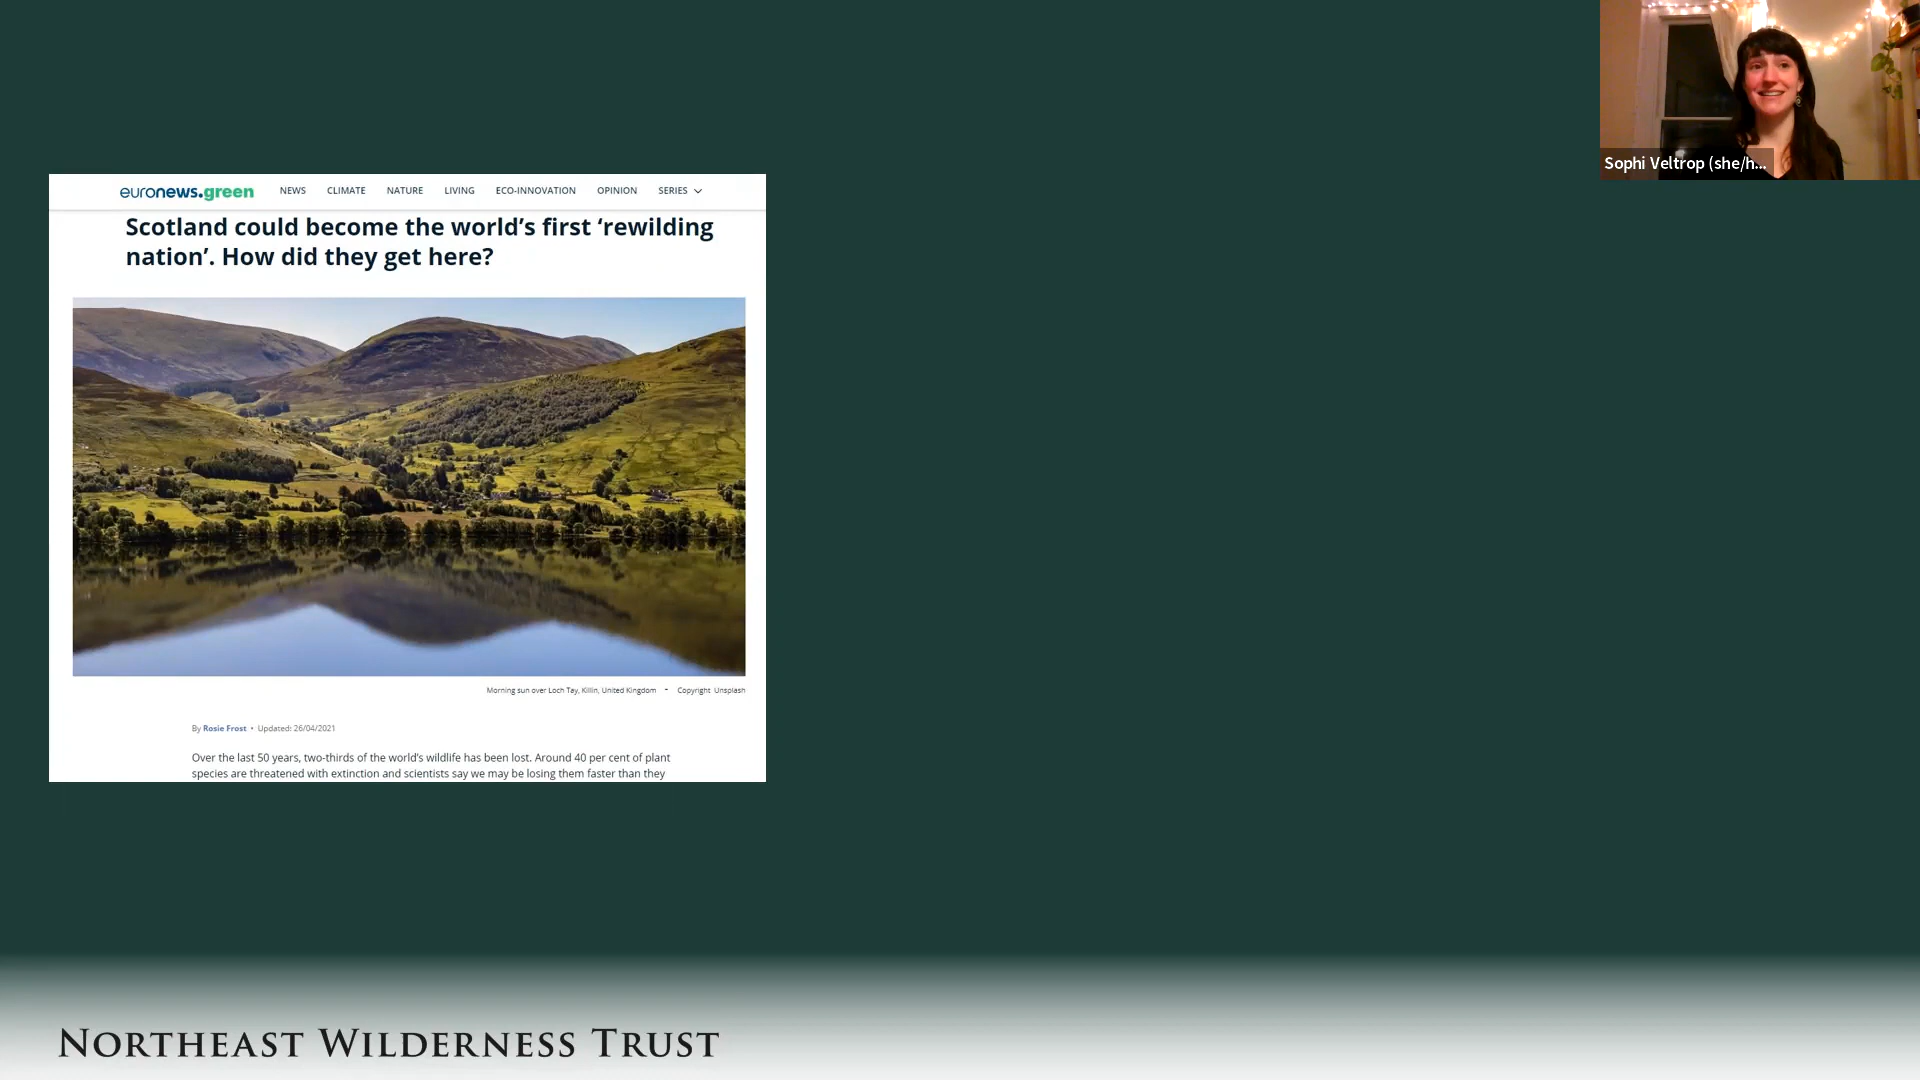 euronews.green NEWS CLIMATE NATURE LIVING ECO-INNOVATION OPINION SERIES
Scotland could become the world’s first ‘rewilding
nation’. How did they get here?
Morning sun over Loch Tay, Killin, United Kingdom - Copyright Unsplash
By Rosie Frost • Updated: 26/04/2021
Over the last 50 years, two-thirds of the world’s wildlife has been lost. Around 40 per cent of plant
species are threatened with extinction and scientists say we may be losing them faster than they
Sophi Veltrop (she/h...
NORTHEAST WILDERNESS TRUST